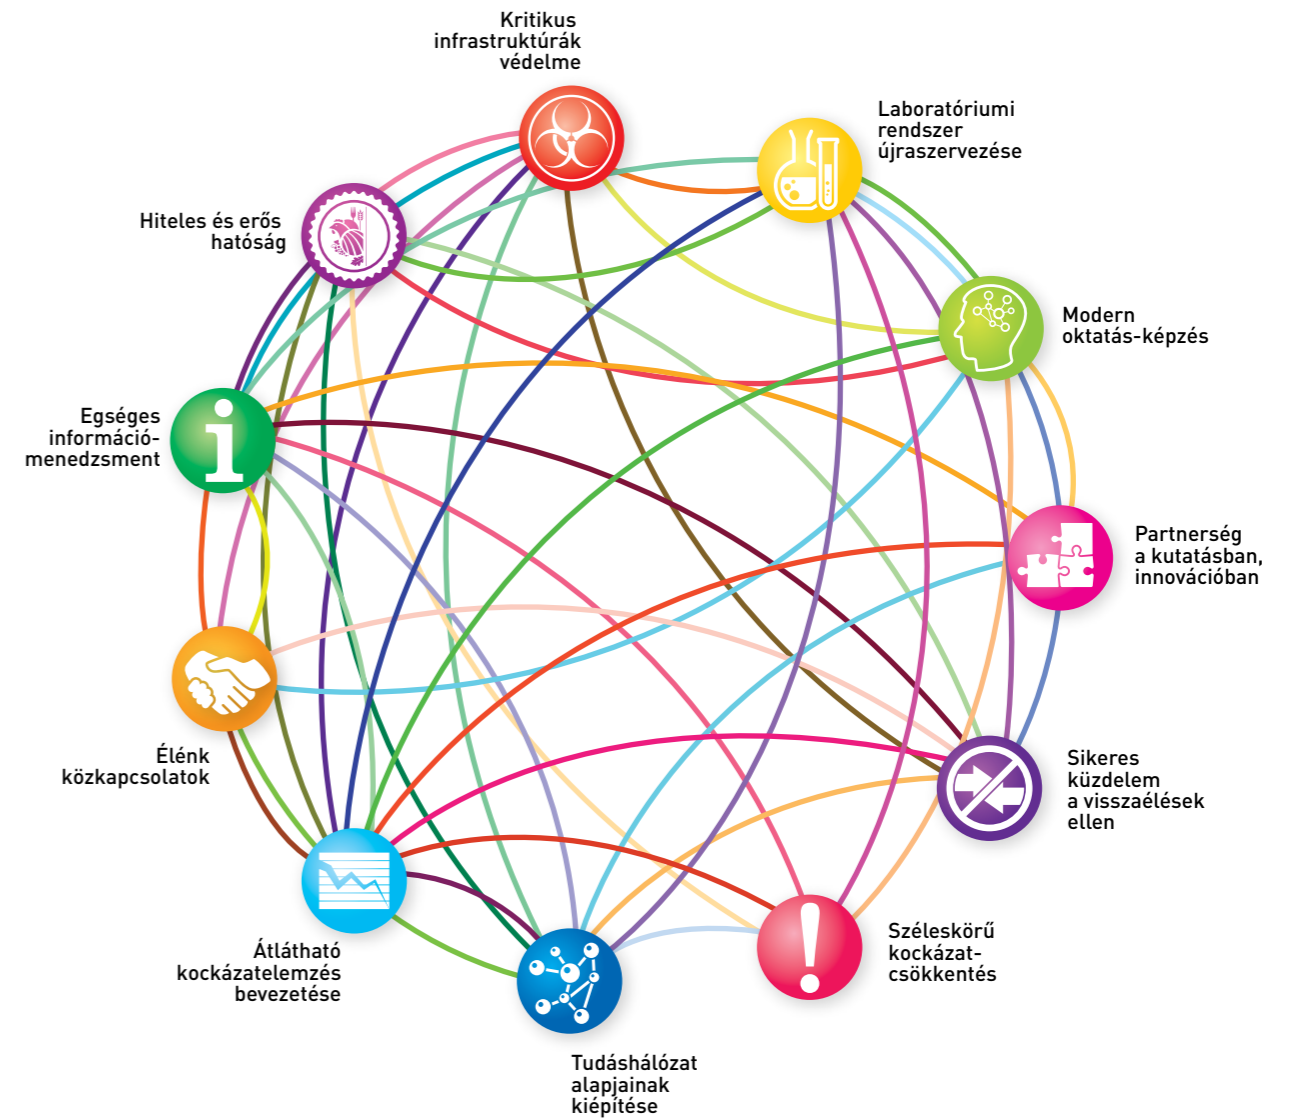 Kritikus
infrastruktúrák
védelme
Laboratóriumi
rendszer
újraszervezése
Hiteles és erős
hatóság
Modern
oktatás-képzés
Egséges
információ-
menedzsment
Partnerség
a kutatásban,
innovációban
Élénk
közkapcsolatok
Sikeres
küzdelem
a visszaélések
ellen
Átlátható
kockázatelemzés
bevezetése
Széleskörű
kockázat-
csökkentés
Tudáshálózat
alapjainak
kiépítése